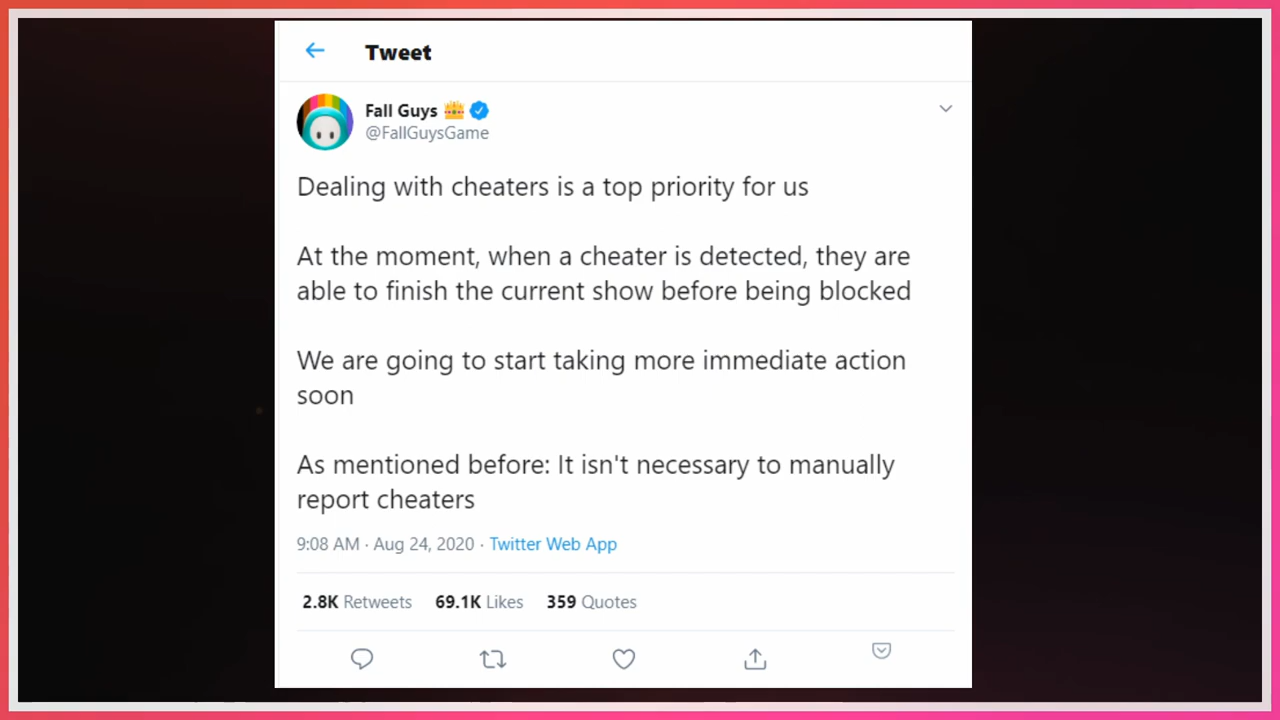 Tweet
Fall Guys 👑
@FallGuysGame
Dealing with cheaters is a top priority for us
At the moment, when a cheater is detected, they are
able to finish the current show before being blocked
We are going to start taking more immediate action
soon
As mentioned before: It isn't necessary to manually
report cheaters
9:08 AM · Aug 24, 2020 · Twitter Web App
2.8K Retweets 69.1K Likes 359 Quotes